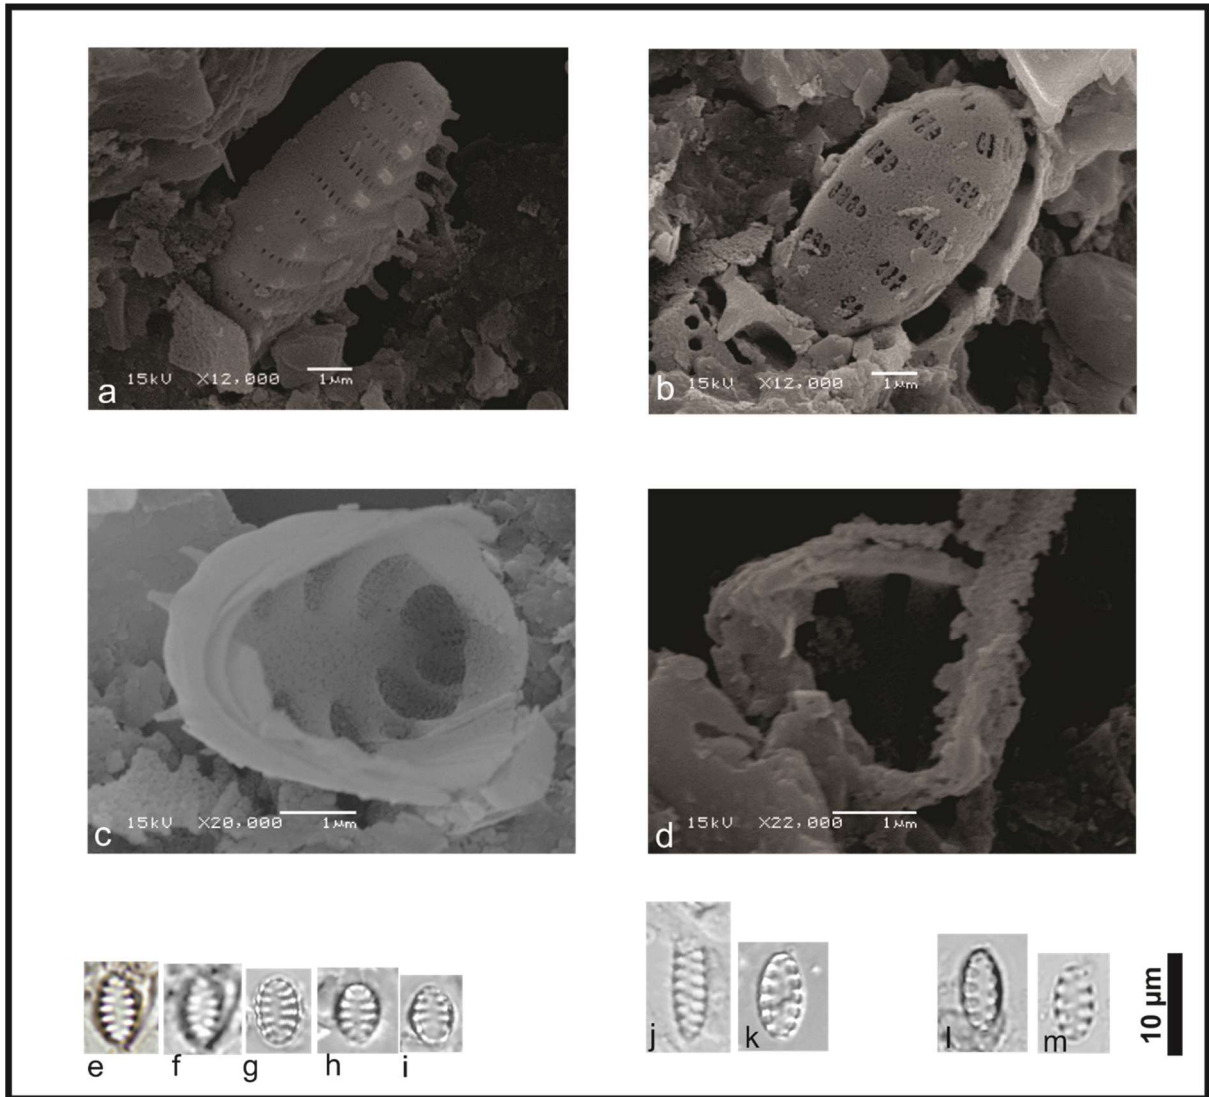 15kV X12,000 1μm
a
15kV X12,000 1μm
b
15kV X20,000 1μm
c
15kV X22,000 1μm
d
e f g h i
j k l m
10 μm